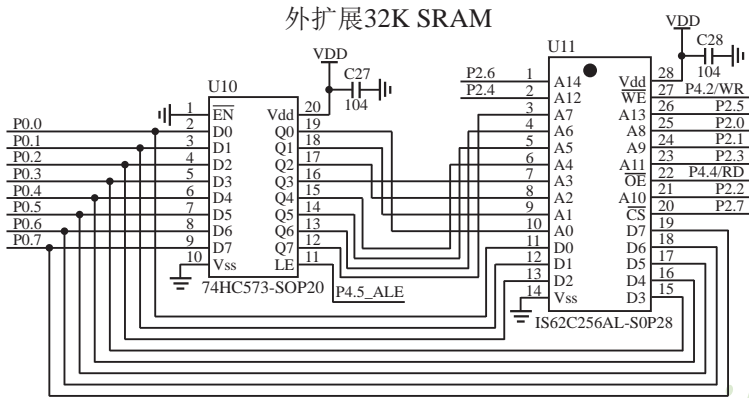 外扩展32K SRAM
VDD
C27
104
U10
1 EN Vdd 20
P0.0 2 D0 Q0 19
P0.1 3 D1 Q1 18
P0.2 4 D2 Q2 17
P0.3 5 D3 Q3 16
P0.4 6 D4 Q4 15
P0.5 7 D5 Q5 14
P0.6 8 D6 Q6 13
P0.7 9 D7 Q7 12
10 Vss LE 11
74HC573-SOP20
P4.5_ALE
VDD
C28
104
U11
P2.6 1 A14 Vdd 28
P2.4 2 A12 WE 27 P4.2/WR
3 A7 A13 26 P2.5
4 A6 A8 25 P2.0
5 A5 A9 24 P2.1
6 A4 A11 23 P2.3
7 A3 OE 22 P4.4/RD
8 A2 A10 21 P2.2
9 A1 CS 20 P2.7
10 A0 D7 19
11 D0 D6 18
12 D1 D5 17
13 D2 D4 16
14 Vss D3 15
IS62C256AL-S0P28